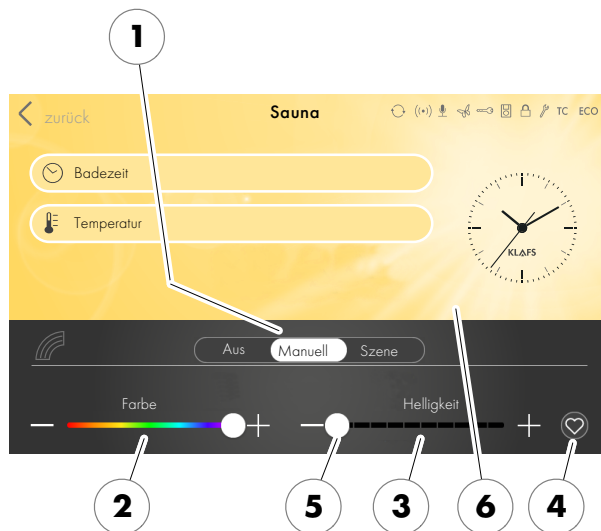 1
zurück Sauna TC ECO
Badezeit
Temperatur
KLAFS
Aus Manuell Szene
Farbe Helligkeit
2 5 3 6 4